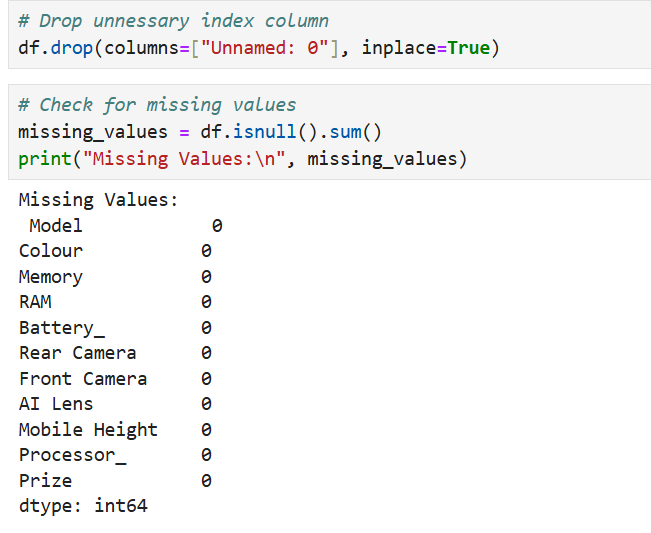 # Drop unnessary index column
df.drop(columns=["Unnamed: 0"], inplace=True)
# Check for missing values
missing_values = df.isnull().sum()
print("Missing Values:\n", missing_values)
Missing Values:
 Model            0
Colour           0
Memory           0
RAM              0
Battery_         0
Rear Camera      0
Front Camera     0
AI Lens          0
Mobile Height    0
Processor_       0
Prize            0
dtype: int64